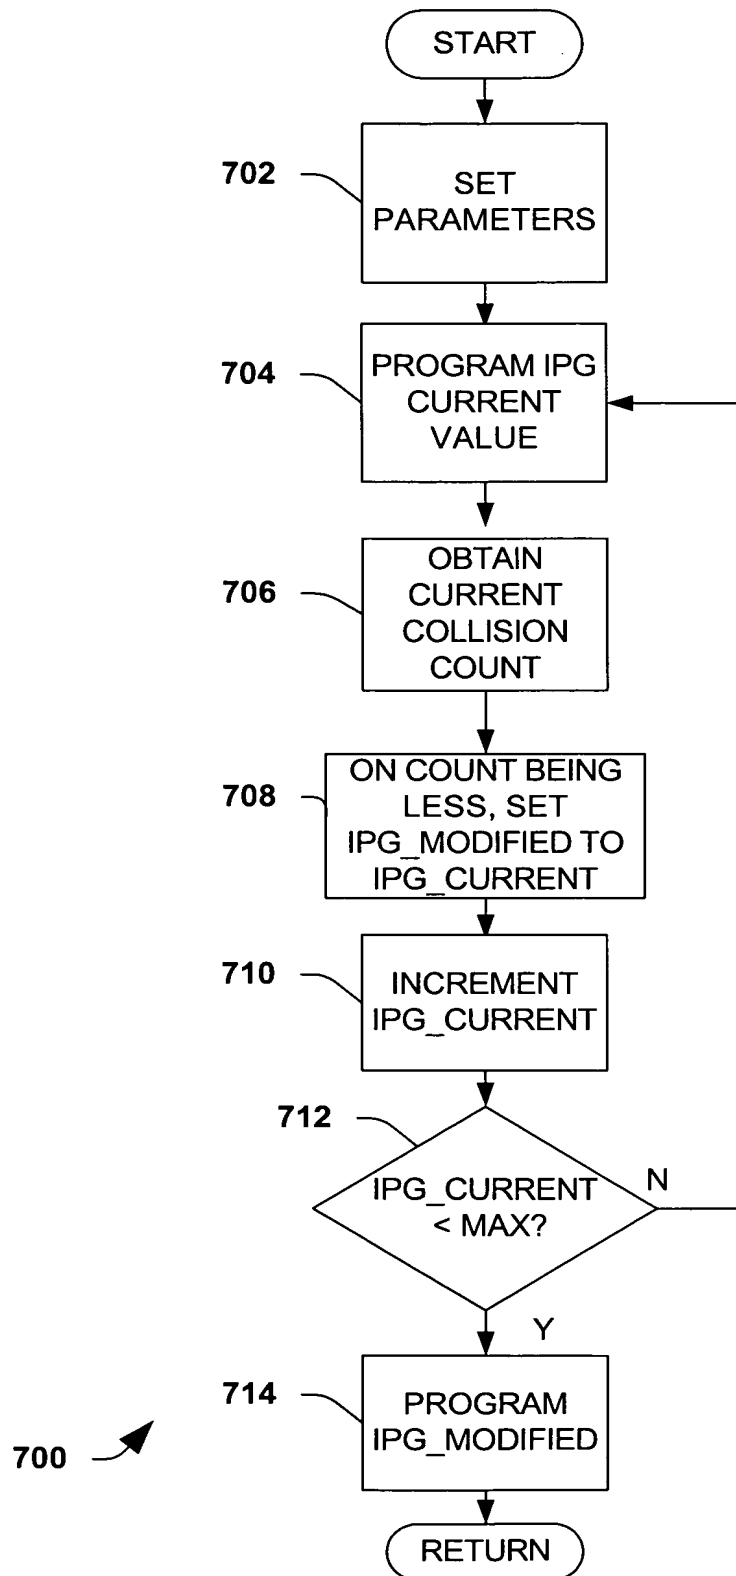 START
702
SET
PARAMETERS
704
PROGRAM IPG
CURRENT
VALUE
706
OBTAIN
CURRENT
COLLISION
COUNT
708
ON COUNT BEING
LESS, SET
IPG_MODIFIED TO
IPG_CURRENT
710
INCREMENT
IPG_CURRENT
712
IPG_CURRENT
< MAX?
N
Y
714
PROGRAM
IPG_MODIFIED
700
RETURN